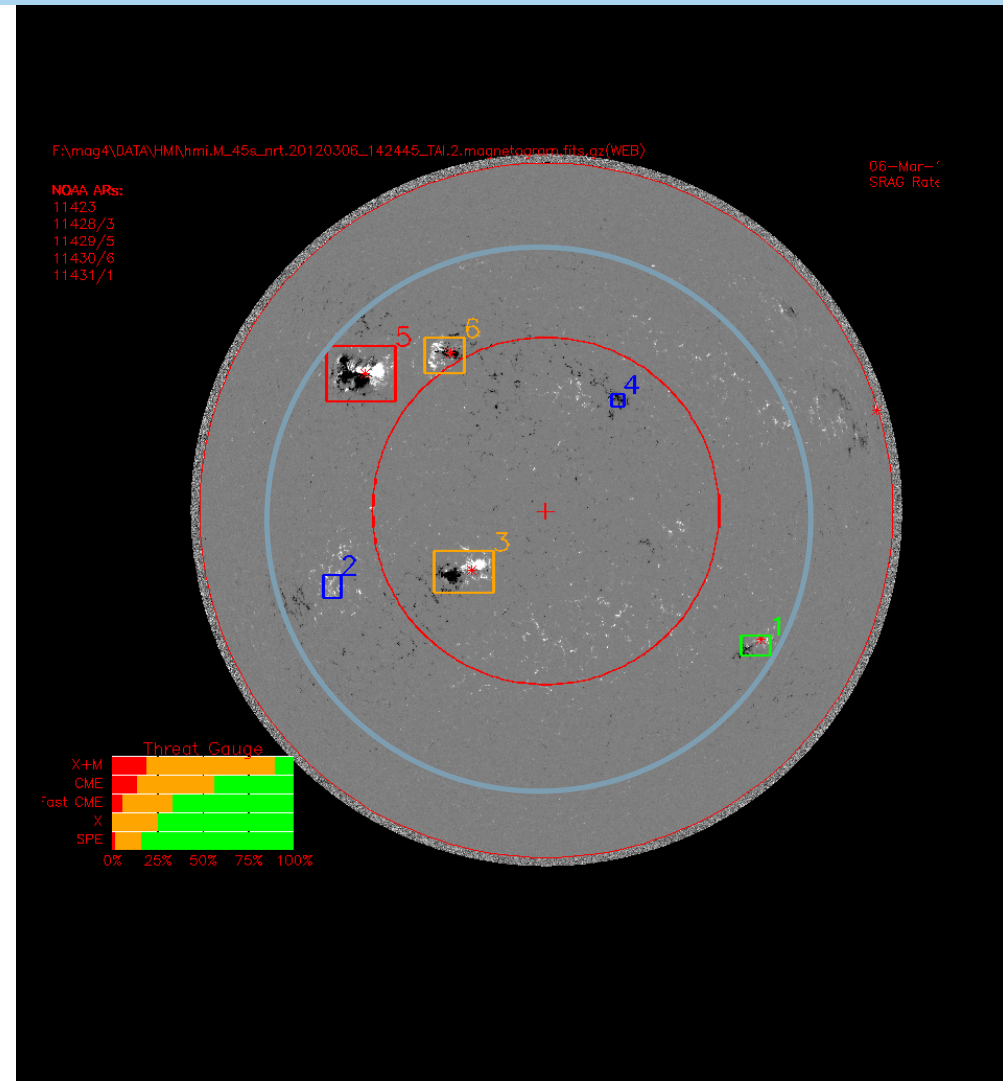 F:\mag4\DATA\HMI\hmi.M_45s_nrt.20120306_142445_TAI.2.magnetogram.fits.gz(WEB)
06-Mar-
SRAG Rate
NOAA ARs:
11423
11428/3
11429/5
11430/6
11431/1
5
6
4
3
2
1
Threat Gauge
X+M
CME
Fast CME
X
SPE
0% 25% 50% 75% 100%